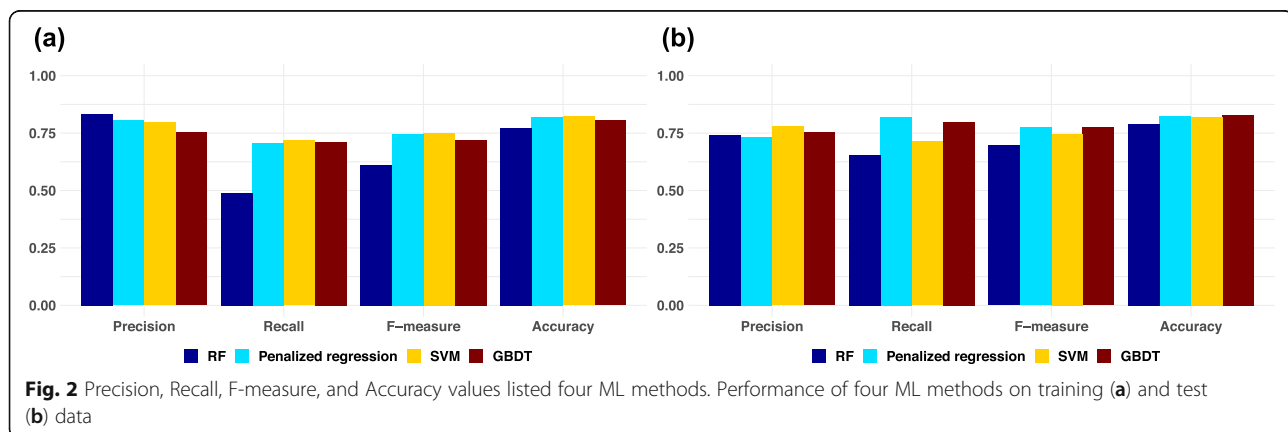 (a)
1.00
0.75
0.50
0.25
0.00
Precision Recall F–measure Accuracy
RF Penalized regression SVM GBDT
(b)
1.00
0.75
0.50
0.25
0.00
Precision Recall F–measure Accuracy
RF Penalized regression SVM GBDT
Fig. 2 Precision, Recall, F-measure, and Accuracy values listed four ML methods. Performance of four ML methods on training (a) and test
(b) data